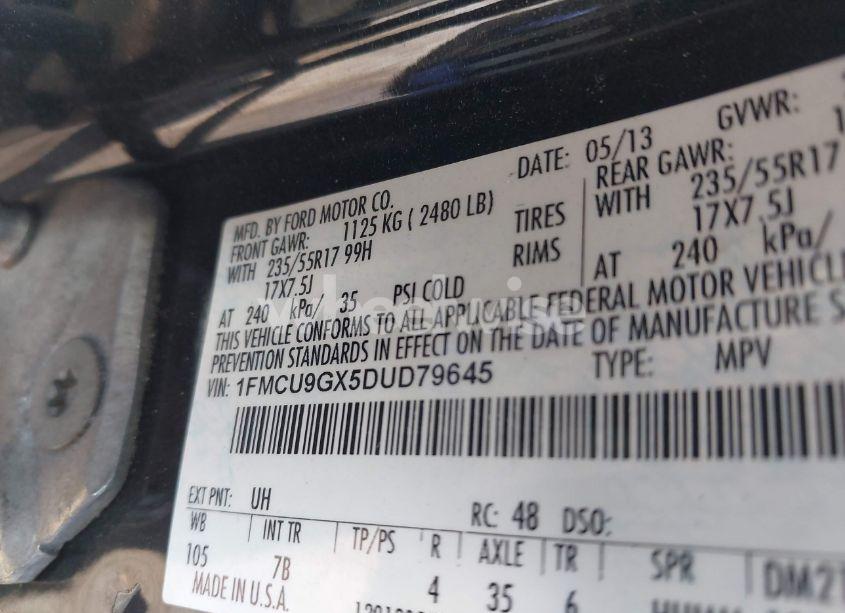 MFD. BY FORD MOTOR CO.
DATE: 05/13
GVWR:
FRONT GAWR: 1125 KG ( 2480 LB)
REAR GAWR:
WITH 235/55R17 99H
TIRES
WITH 235/55R17
17X7.5J
RIMS
17X7.5J
AT 240 kPa/ 35 PSI COLD
AT 240 kPa/
THIS VEHICLE CONFORMS TO ALL APPLICABLE FEDERAL MOTOR VEHICLE
PREVENTION STANDARDS IN EFFECT ON THE DATE OF MANUFACTURE S
VIN: 1FMCU9GX5DUD79645
TYPE: MPV
EXT PNT: UH
RC: 48 DSO:
WB
INT TR
TP/PS
R
AXLE
TR
SPR
105
7B
4
35
6
MADE IN U.S.A.